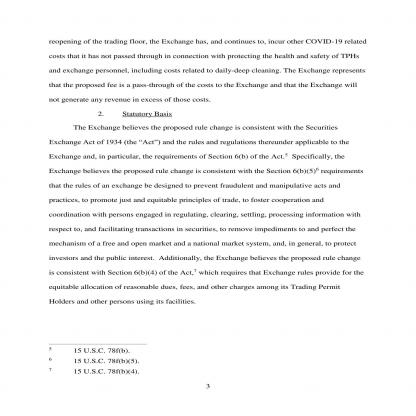 reopening of the trading floor, the Exchange has, and continues to, incur other COVID-19 related
costs that it has not passed through in connection with protecting the health and safety of TPHs
and exchange personnel, including costs related to daily-deep cleaning. The Exchange represents
that the proposed fee is a pass-through of the costs to the Exchange and that the Exchange will
not generate any revenue in excess of those costs.
2. Statutory Basis
The Exchange believes the proposed rule change is consistent with the Securities
Exchange Act of 1934 (the “Act”) and the rules and regulations thereunder applicable to the
Exchange and, in particular, the requirements of Section 6(b) of the Act.5 Specifically, the
Exchange believes the proposed rule change is consistent with the Section 6(b)(5)6 requirements
that the rules of an exchange be designed to prevent fraudulent and manipulative acts and
practices, to promote just and equitable principles of trade, to foster cooperation and
coordination with persons engaged in regulating, clearing, settling, processing information with
respect to, and facilitating transactions in securities, to remove impediments to and perfect the
mechanism of a free and open market and a national market system, and, in general, to protect
investors and the public interest. Additionally, the Exchange believes the proposed rule change
is consistent with Section 6(b)(4) of the Act,7 which requires that Exchange rules provide for the
equitable allocation of reasonable dues, fees, and other charges among its Trading Permit
Holders and other persons using its facilities.
5 15 U.S.C. 78f(b).
6 15 U.S.C. 78f(b)(5).
7 15 U.S.C. 78f(b)(4).
3